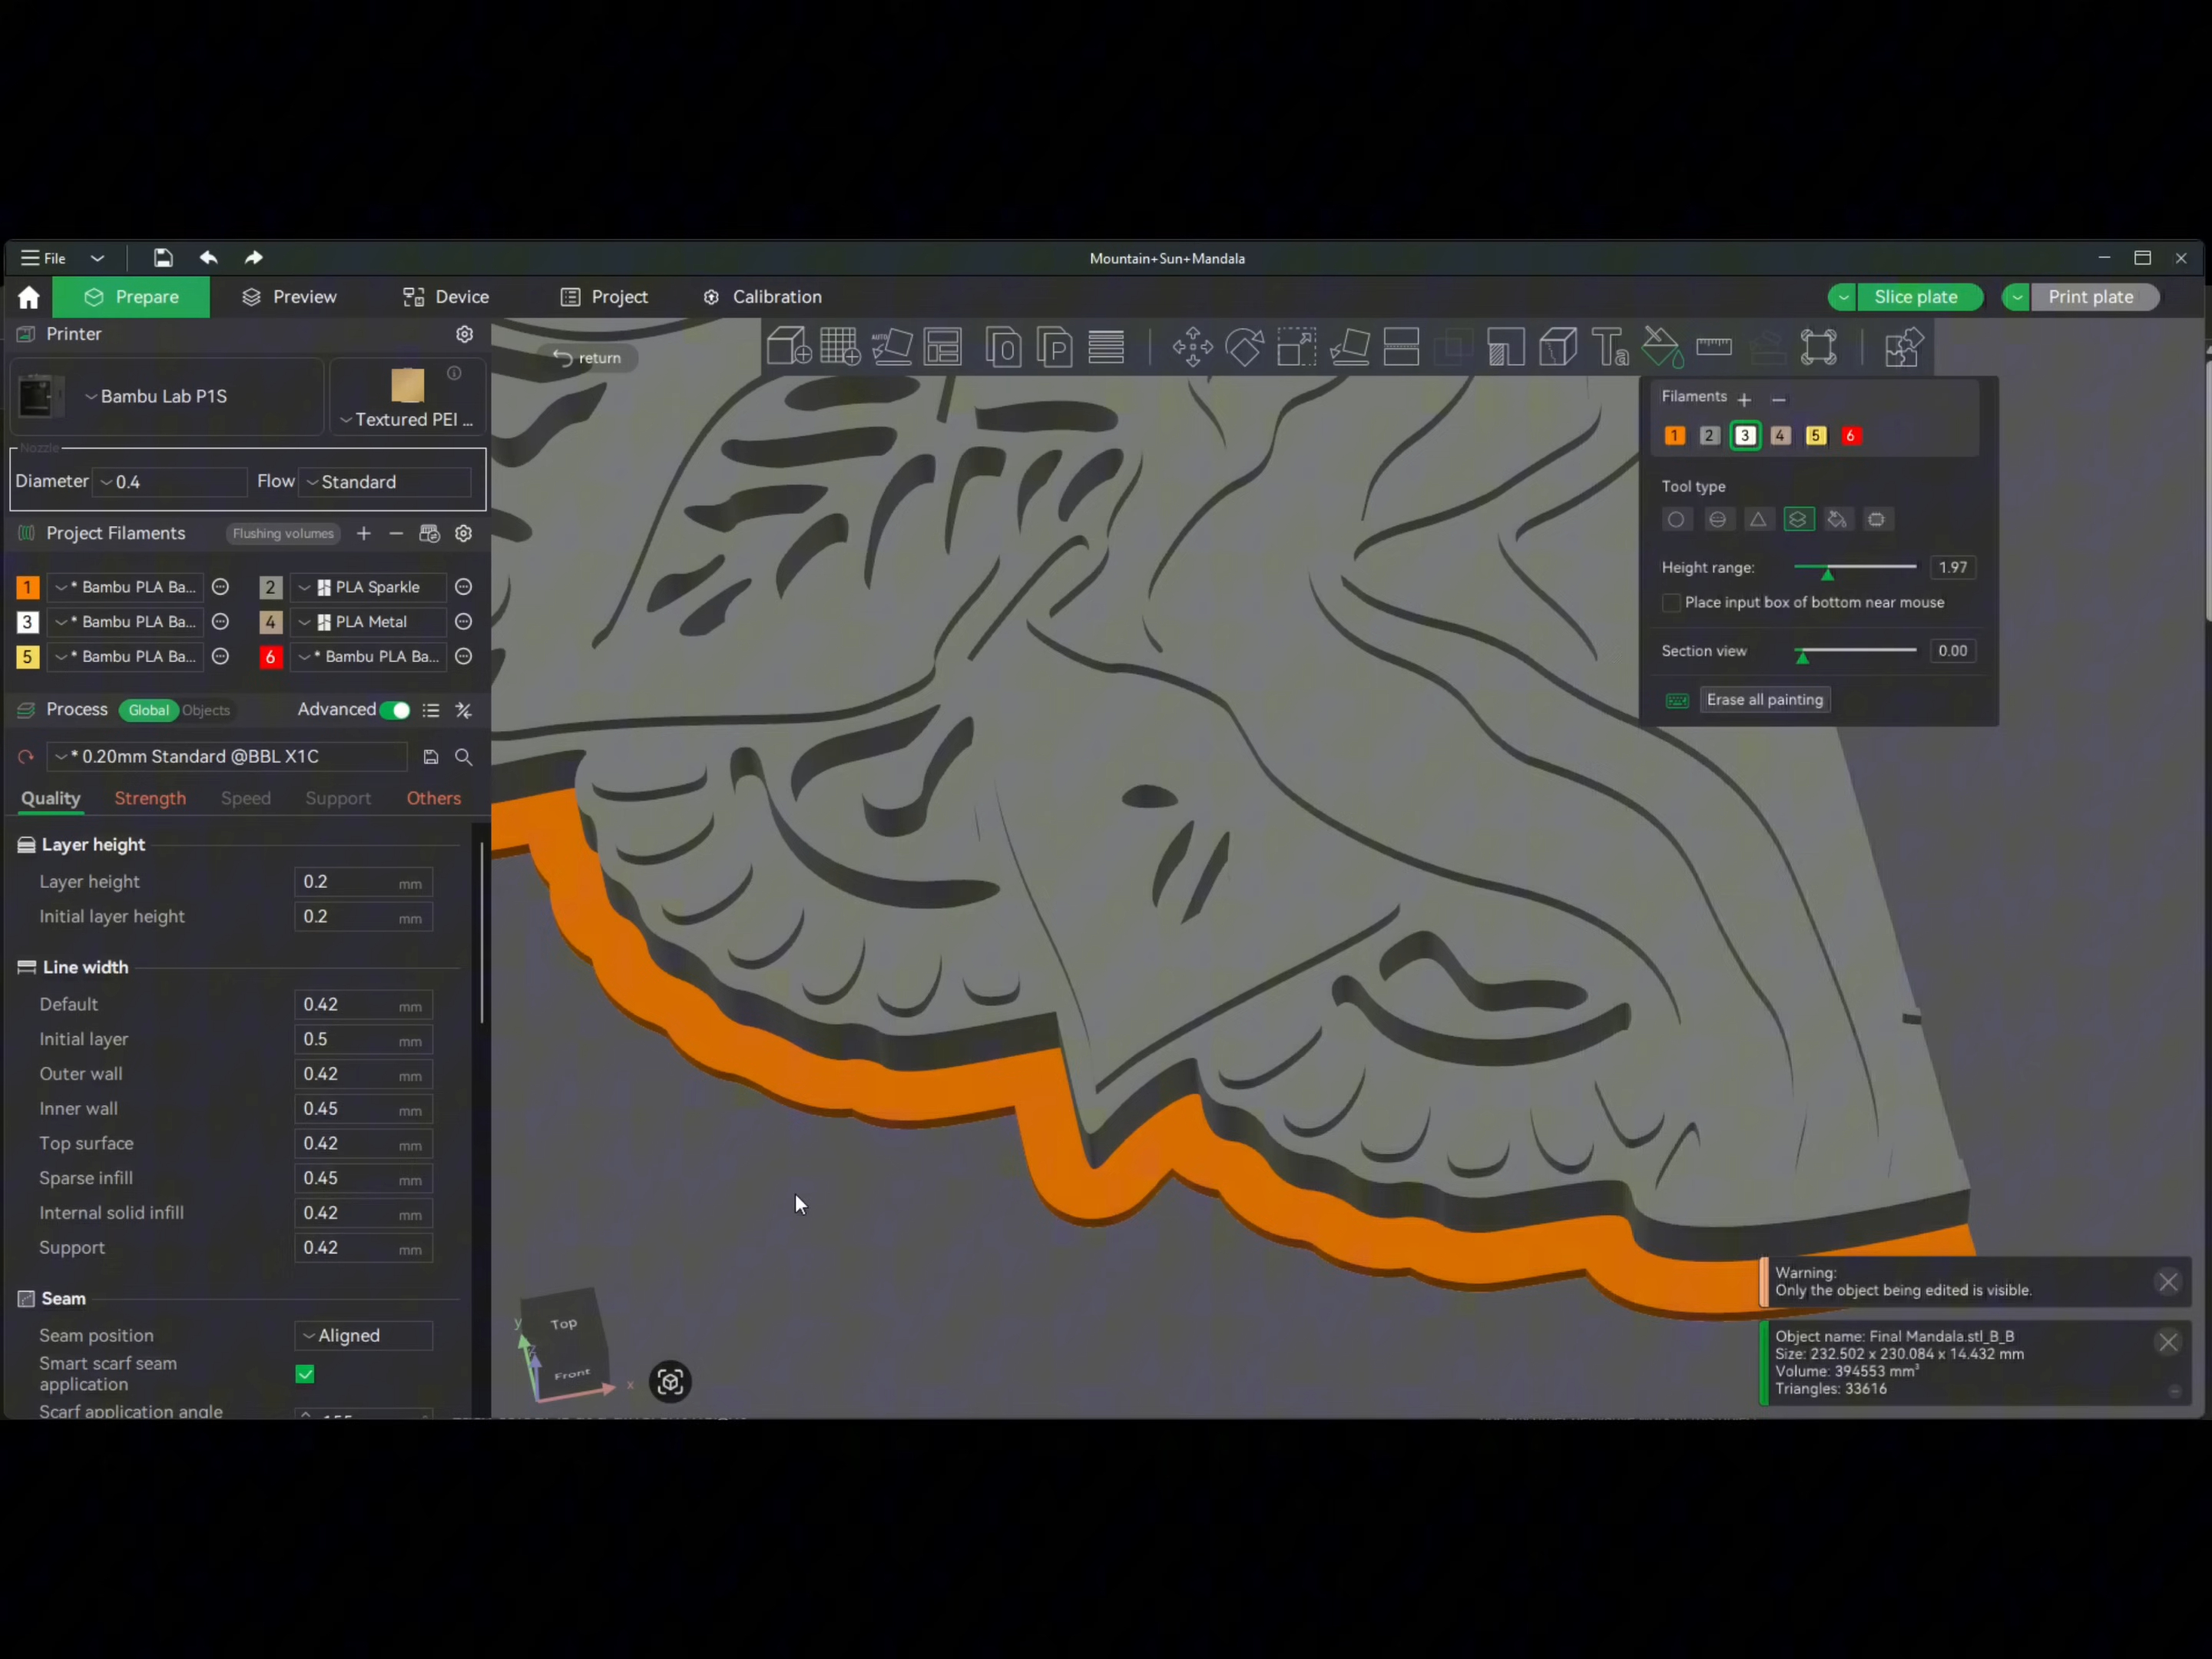 File
Mountain+Sun+Mandala
Prepare
Preview
Device
Project
Calibration
Slice plate
Print plate
Printer
Bambu Lab P1S
Textured PEI ...
Nozzle
Diameter 0.4 Flow Standard
Project Filaments Flushing volumes
1 * Bambu PLA Ba... 2 PLA Sparkle
3 * Bambu PLA Ba... 4 PLA Metal
5 * Bambu PLA Ba... 6 * Bambu PLA Ba...
Process Global Objects Advanced
* 0.20mm Standard @BBL X1C
Quality Strength Speed Support Others
Layer height
Layer height 0.2 mm
Initial layer height 0.2 mm
Line width
Default 0.42 mm
Initial layer 0.5 mm
Outer wall 0.42 mm
Inner wall 0.45 mm
Top surface 0.42 mm
Sparse infill 0.45 mm
Internal solid infill 0.42 mm
Support 0.42 mm
Seam
Seam position Aligned
Smart scarf seam
application
Scarf application angle
return
AUTO
O
P
Ta
Filaments + −
1 2 3 4 5 6
Tool type
Height range: 1.97
Place input box of bottom near mouse
Section view 0.00
Erase all painting
Top
Front
y
z
x
Warning:
Only the object being edited is visible.
Object name: Final Mandala.stl_B_B
Size: 232.502 x 230.084 x 14.432 mm
Volume: 394553 mm³
Triangles: 33616